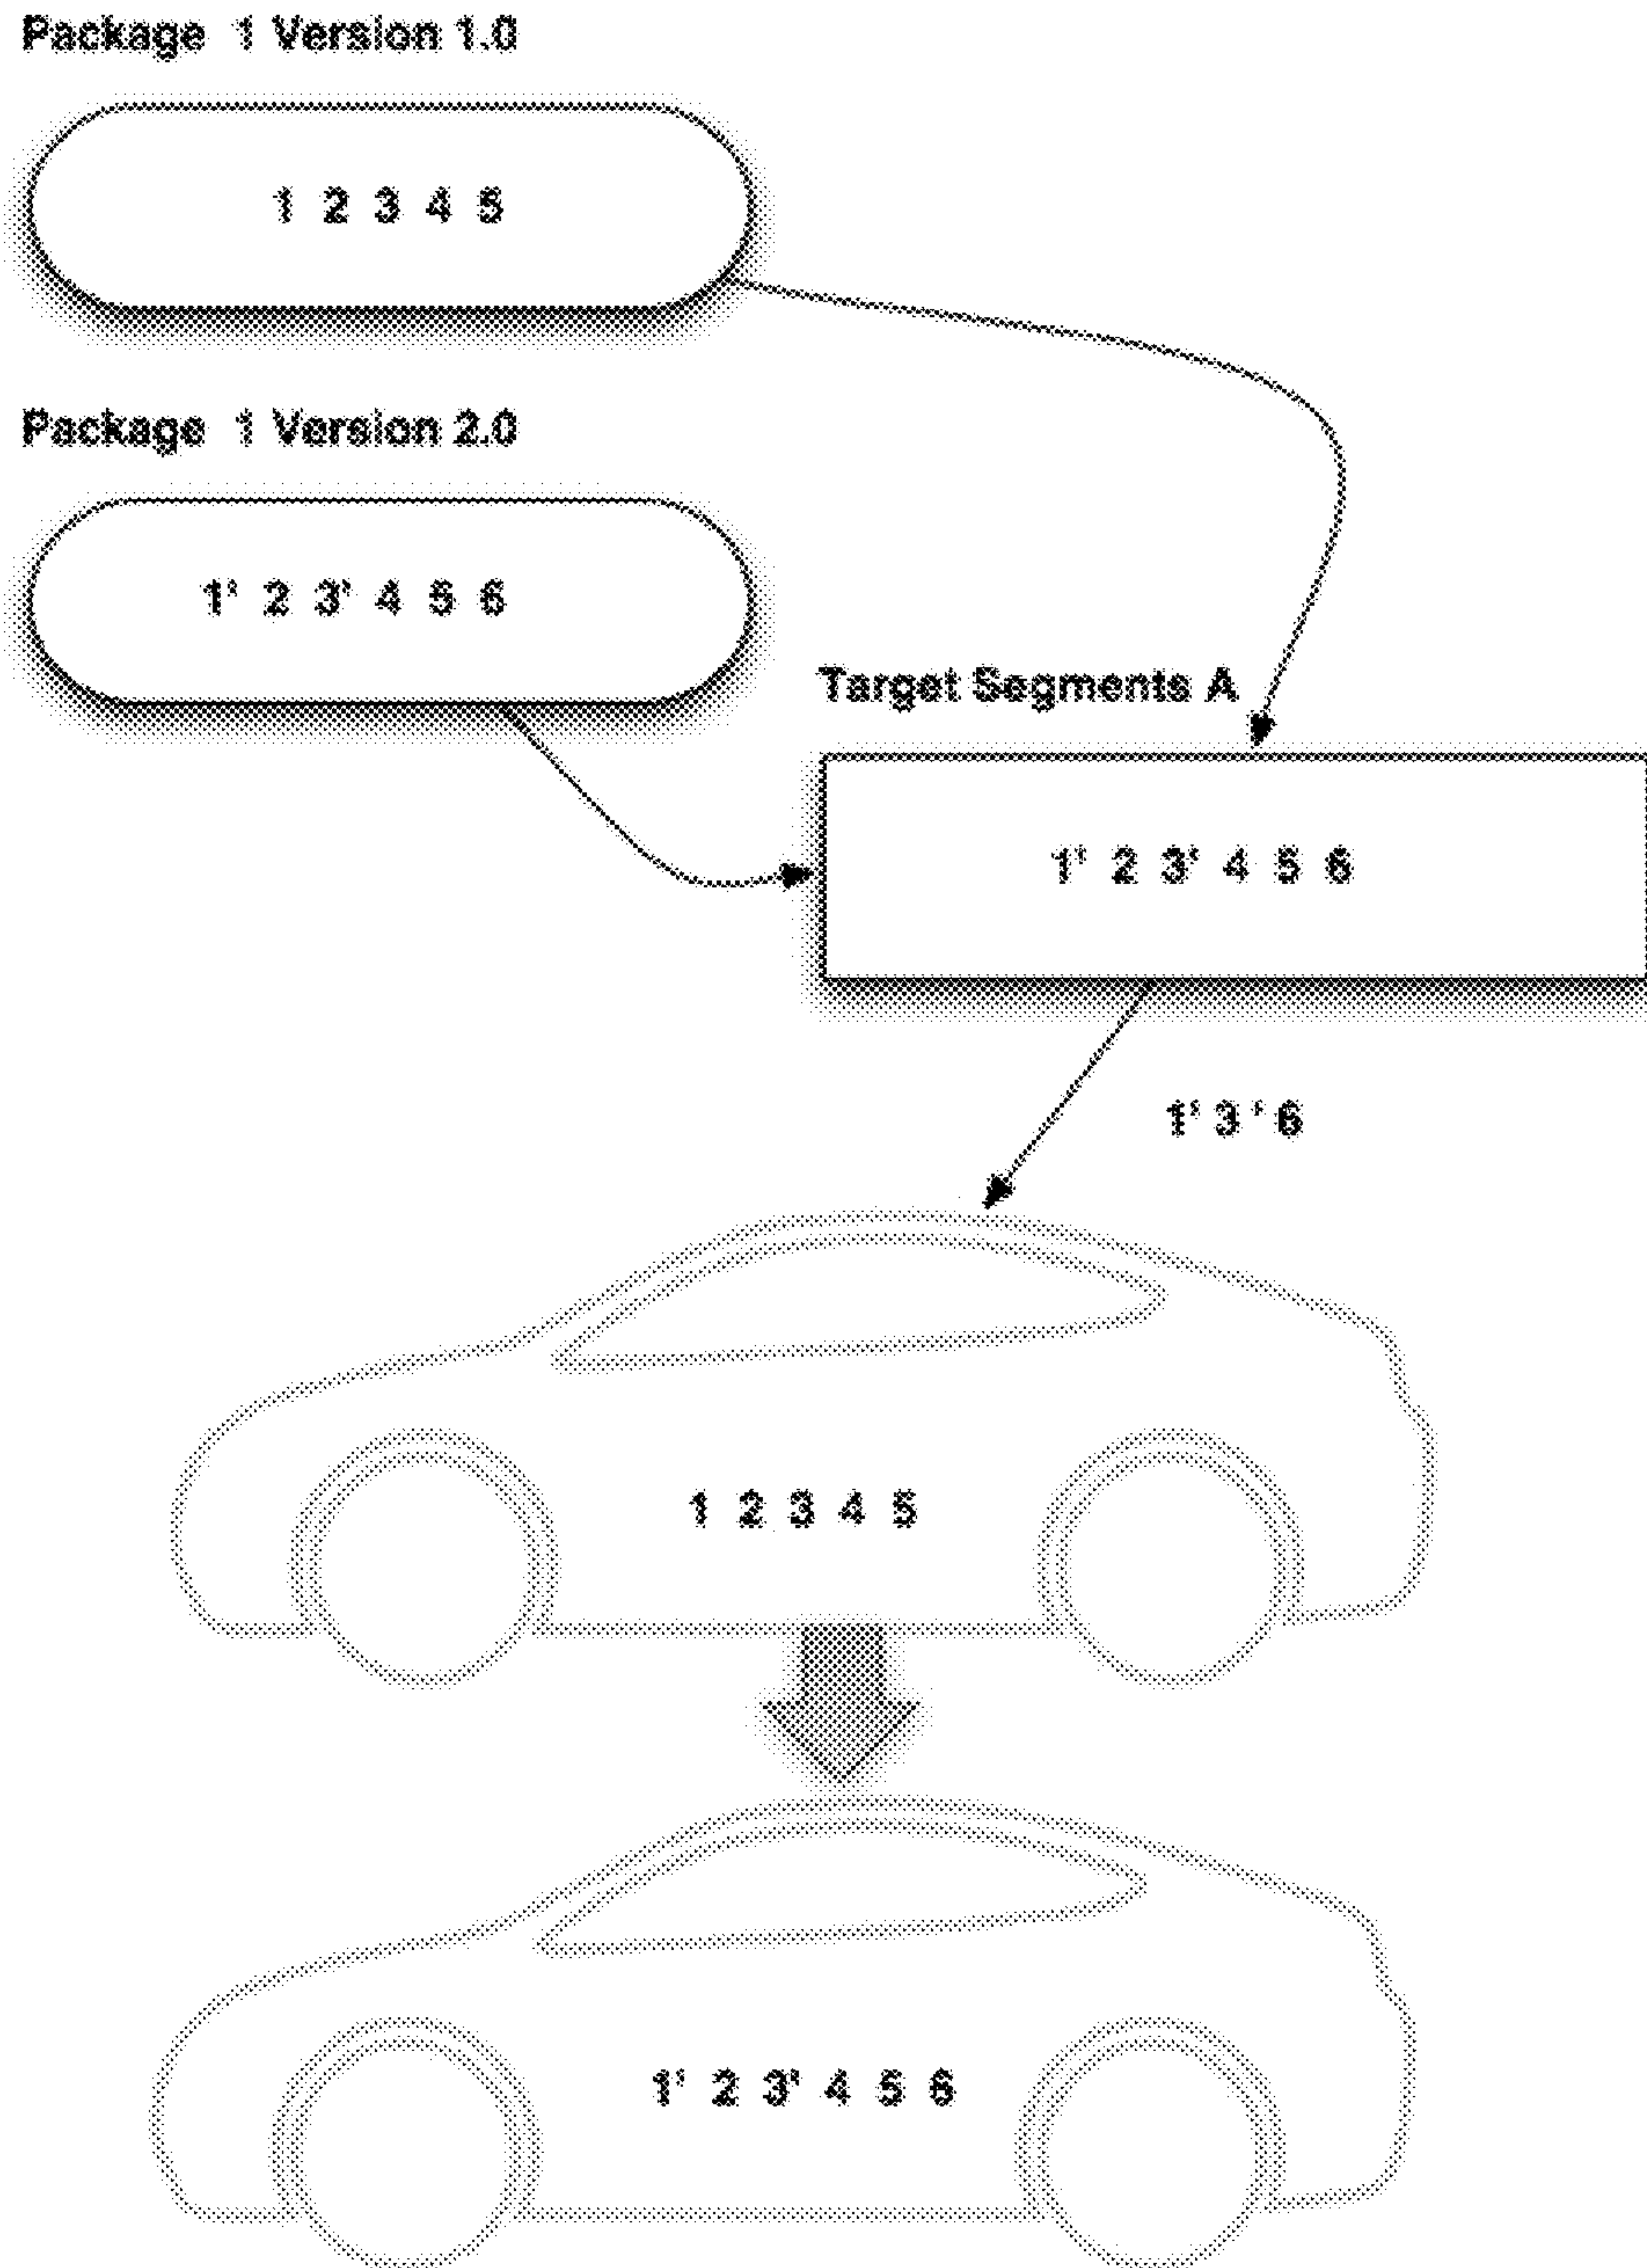 Package 1 Version 1.0
1 2 3 4 5
Package 1 Version 2.0
1' 2 3' 4 5 6
Target Segments A
1' 2 3' 4 5 6
1' 3 ' 6
1 2 3 4 5
1' 2 3' 4 5 6